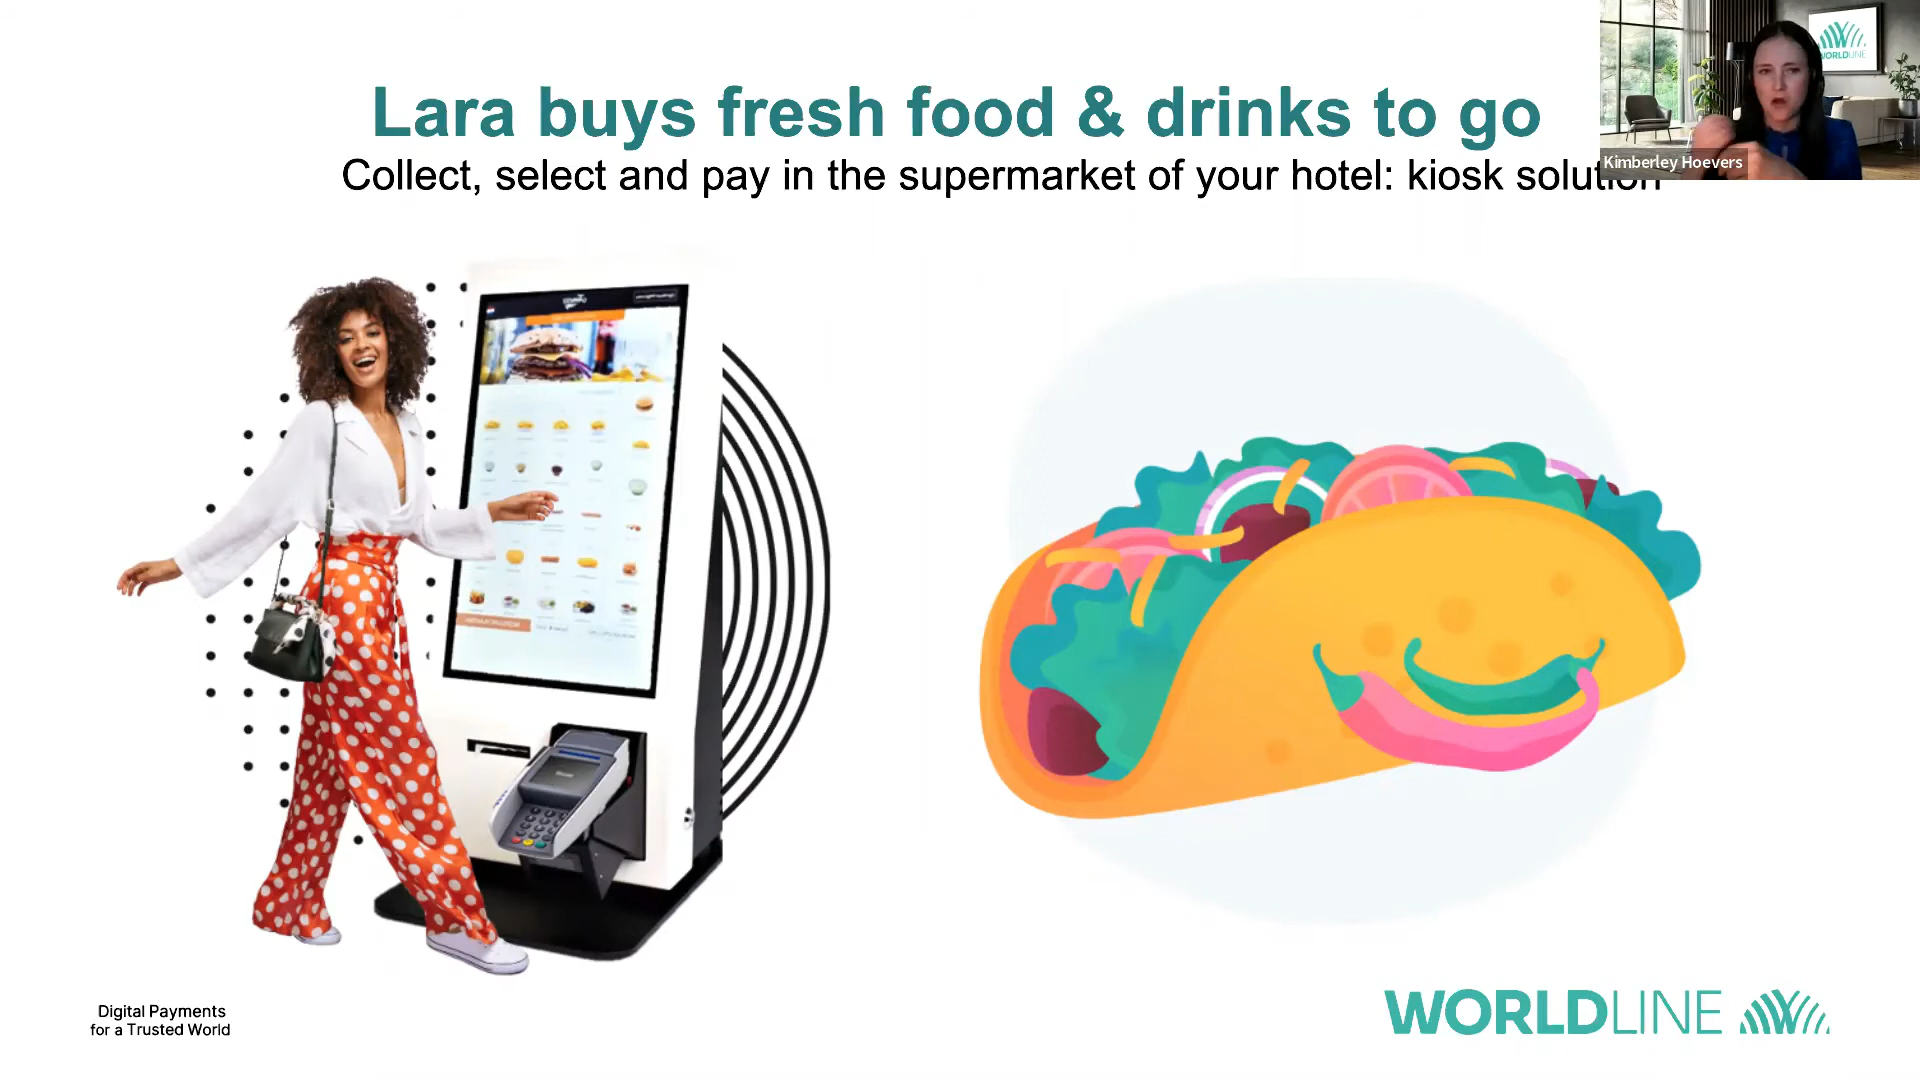 Lara buys fresh food & drinks to go
Collect, select and pay in the supermarket of your hotel: kiosk solution
WORLDLINE
Kimberley Hoevers
Digital Payments
for a Trusted World
WORLDLINE